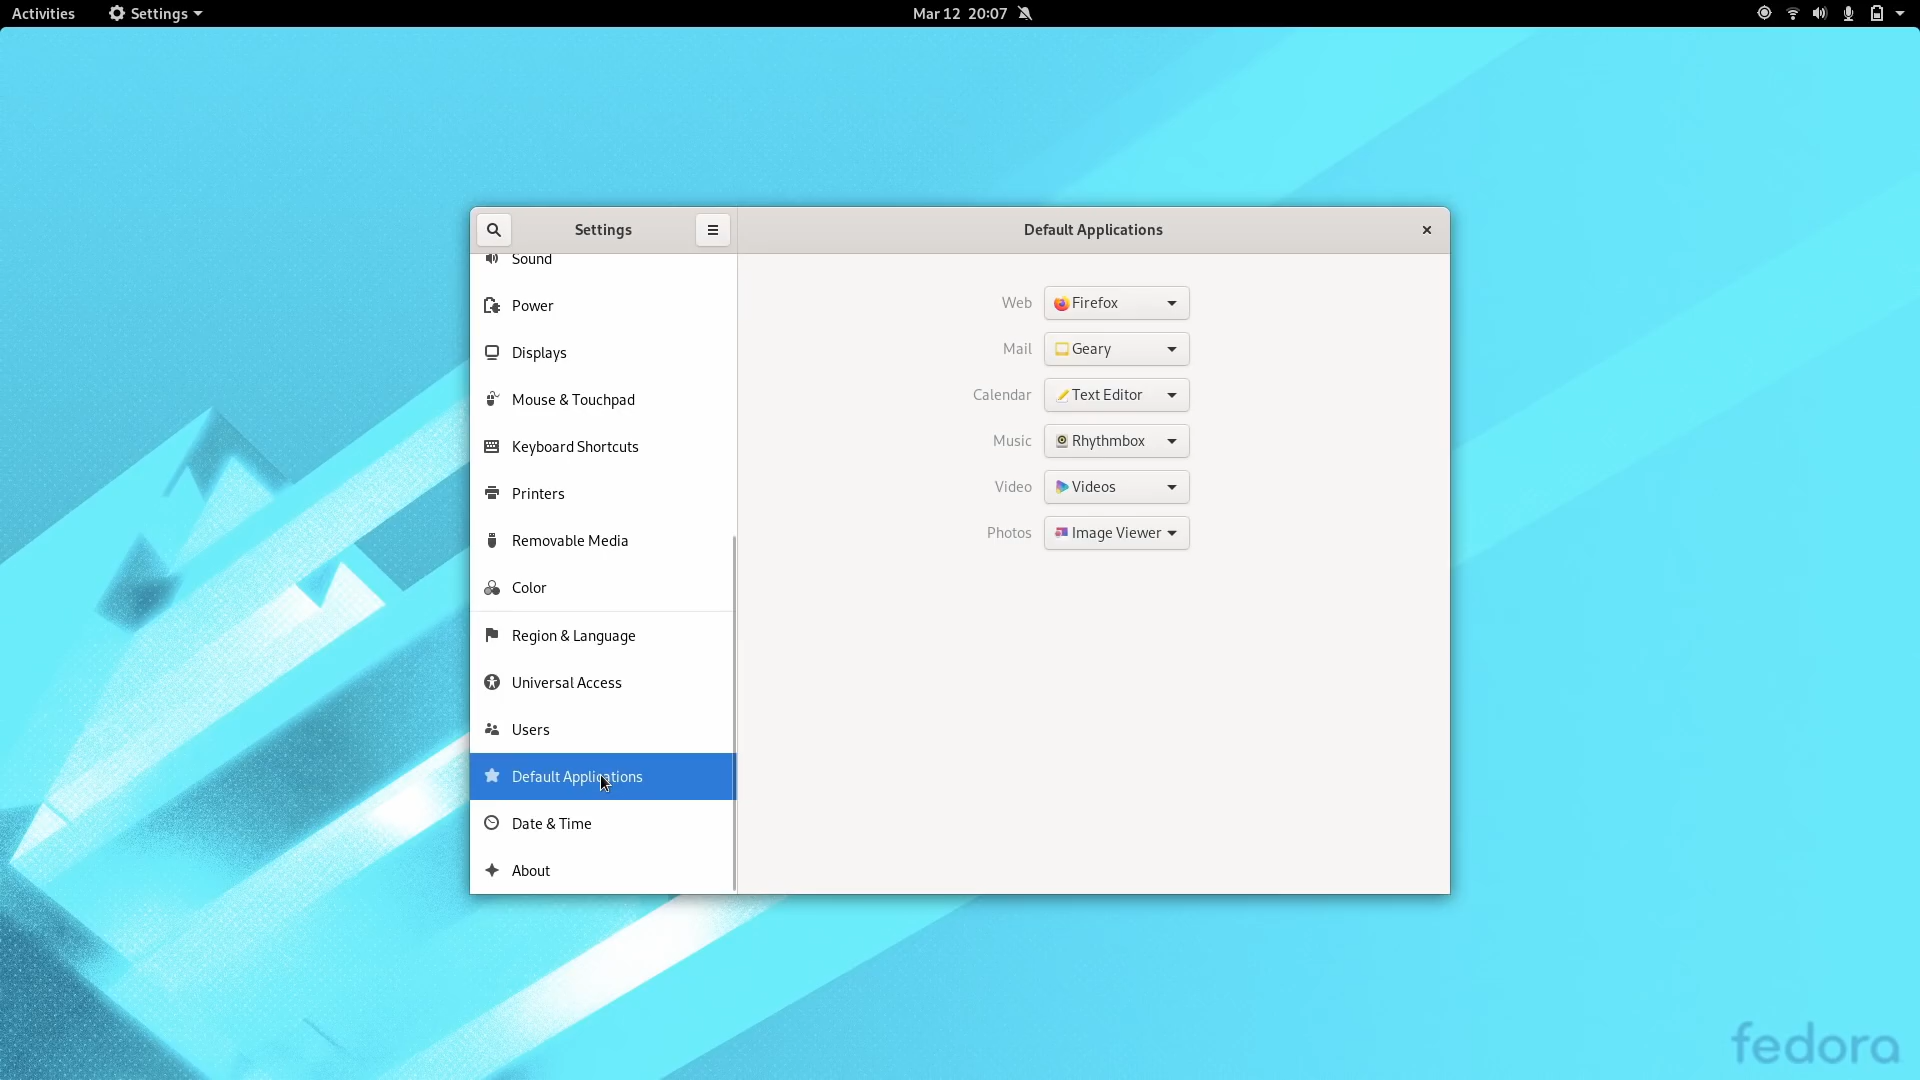 Activities
Settings
Mar 12 20:07
Settings
Default Applications
Sound
Power
Displays
Mouse & Touchpad
Keyboard Shortcuts
Printers
Removable Media
Color
Region & Language
Universal Access
Users
Default Applications
Date & Time
About
Web Firefox
Mail Geary
Calendar Text Editor
Music Rhythmbox
Video Videos
Photos Image Viewer
fedora